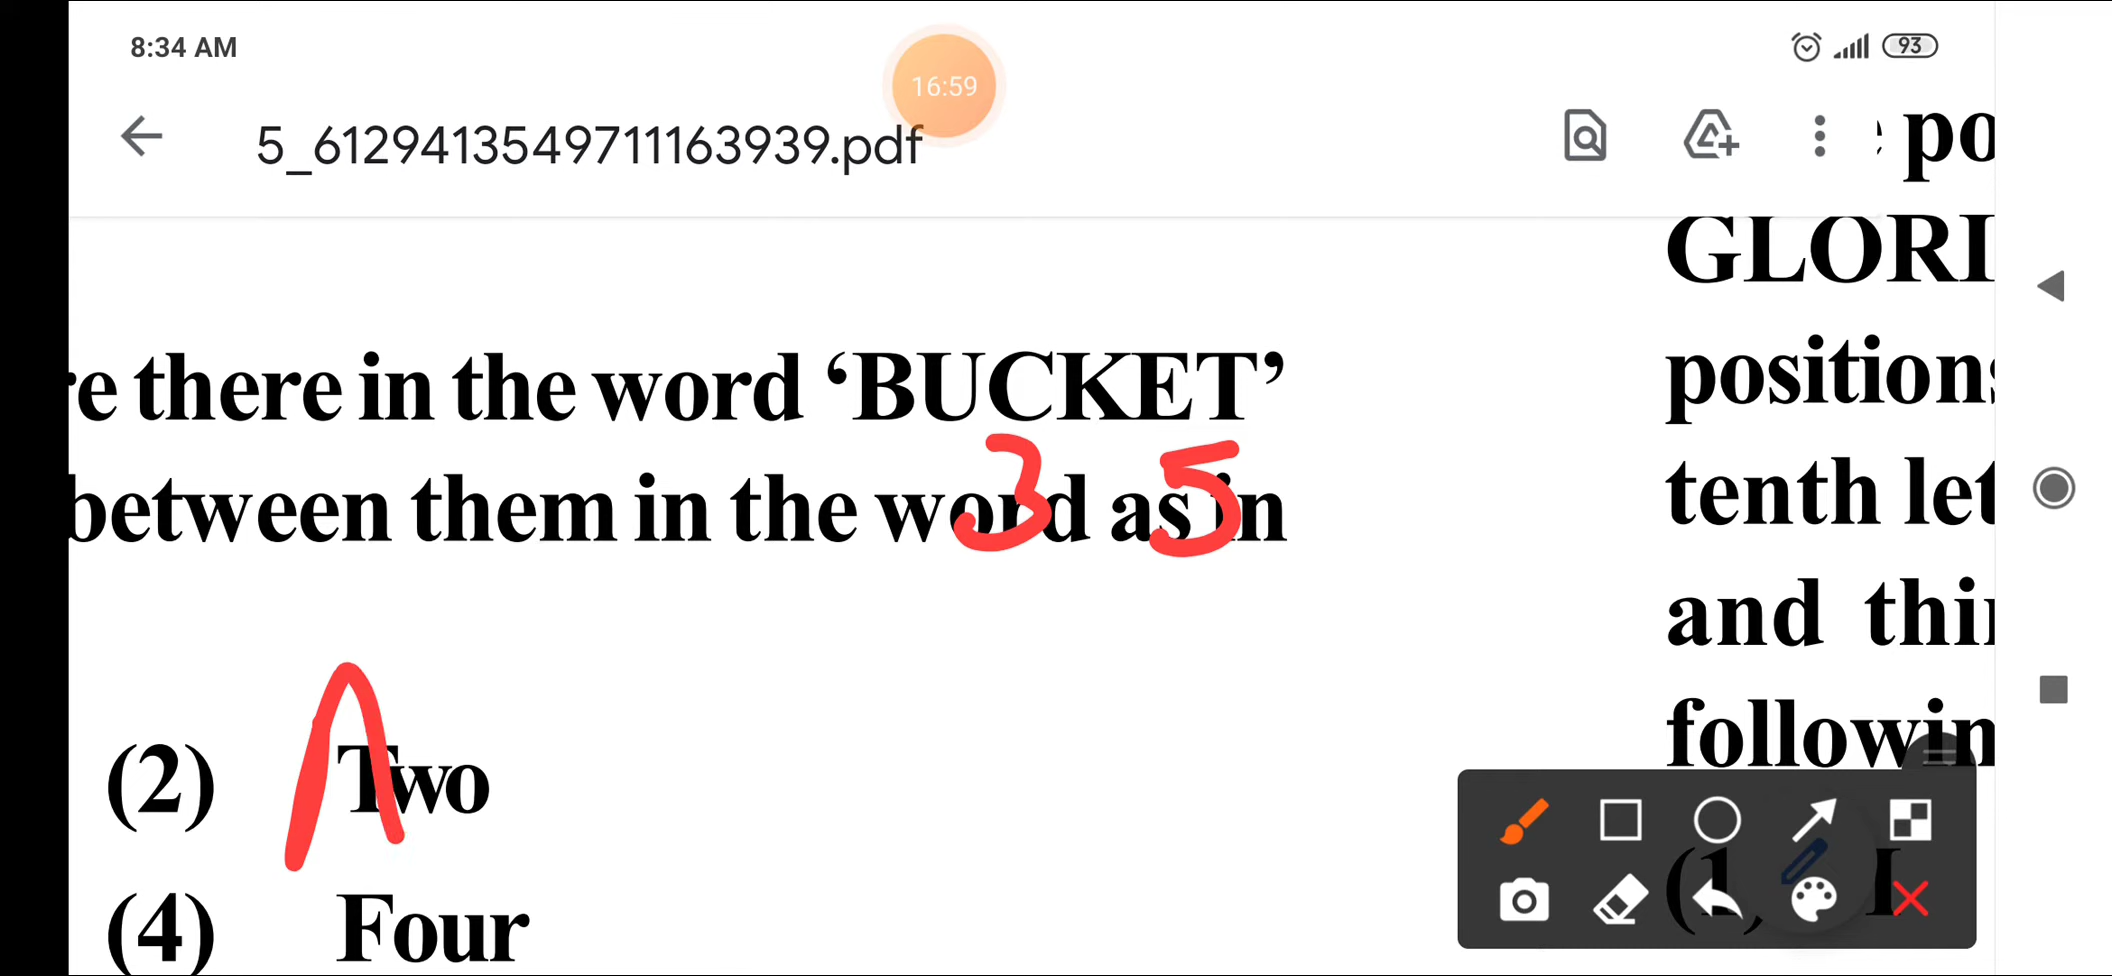 8:34 AM
16:59
93
5_6129413549711163939.pdf
po
GLORI
re there in the word ‘BUCKET’
positions
3 5
between them in the word as in
tenth let
and thi
(2) Two
followin
(4) Four
(1)